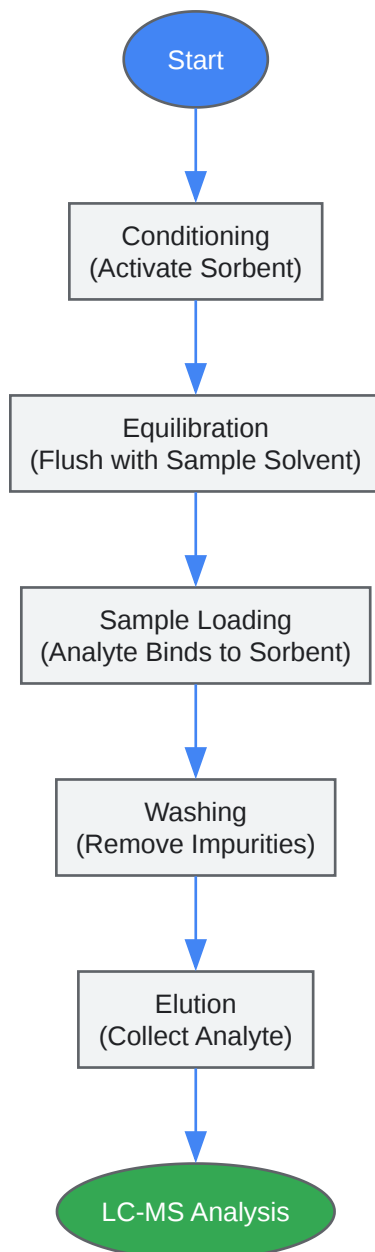 Start
Conditioning
(Activate Sorbent)
Equilibration
(Flush with Sample Solvent)
Sample Loading
(Analyte Binds to Sorbent)
Washing
(Remove Impurities)
Elution
(Collect Analyte)
LC-MS Analysis